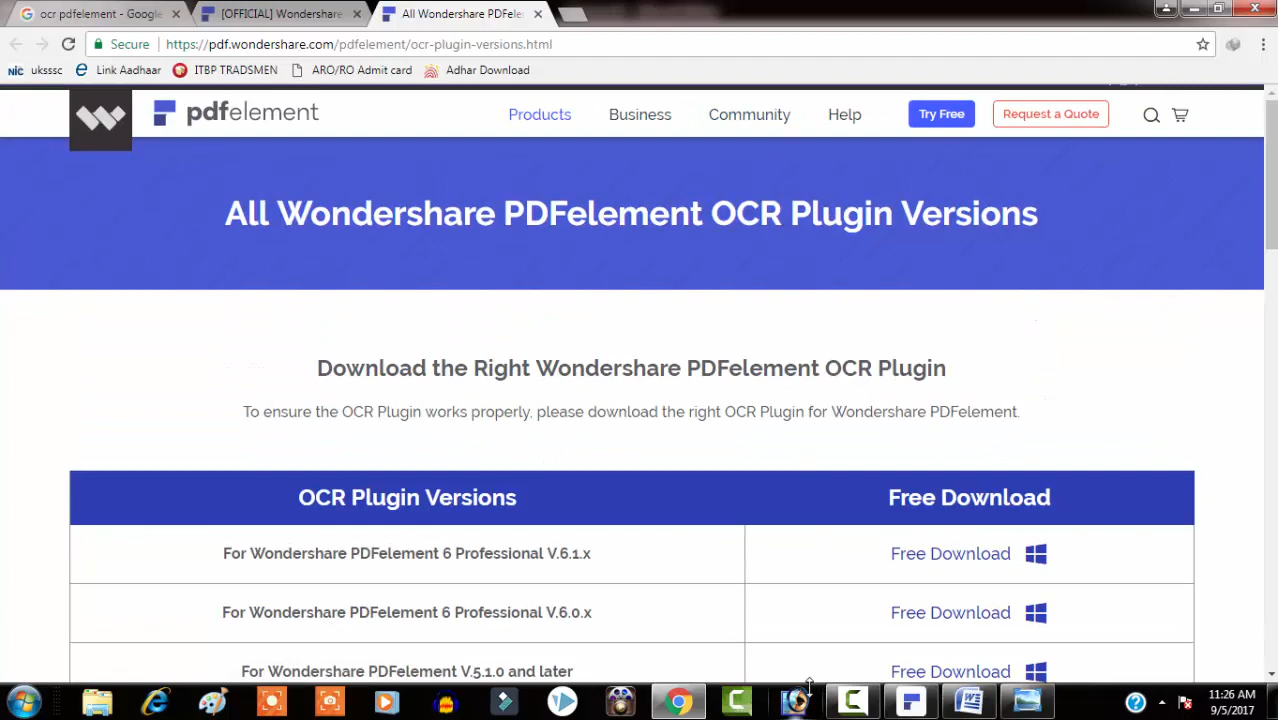 ocr pdfelement - Google
[OFFICIAL] Wondershare
All Wondershare PDFele
Secure
https://pdf.wondershare.com/pdfelement/ocr-plugin-versions.html
NIC uksssc
Link Aadhaar
ITBP TRADSMEN
ARO/RO Admit card
Adhar Download
pdfelement
Products
Business
Community
Help
Try Free
Request a Quote
All Wondershare PDFelement OCR Plugin Versions
Download the Right Wondershare PDFelement OCR Plugin
To ensure the OCR Plugin works properly, please download the right OCR Plugin for Wondershare PDFelement.
OCR Plugin Versions
Free Download
For Wondershare PDFelement 6 Professional V.6.1.x
Free Download
For Wondershare PDFelement 6 Professional V.6.0.x
Free Download
For Wondershare PDFelement V.5.1.0 and later
Free Download
11:26 AM
9/5/2017